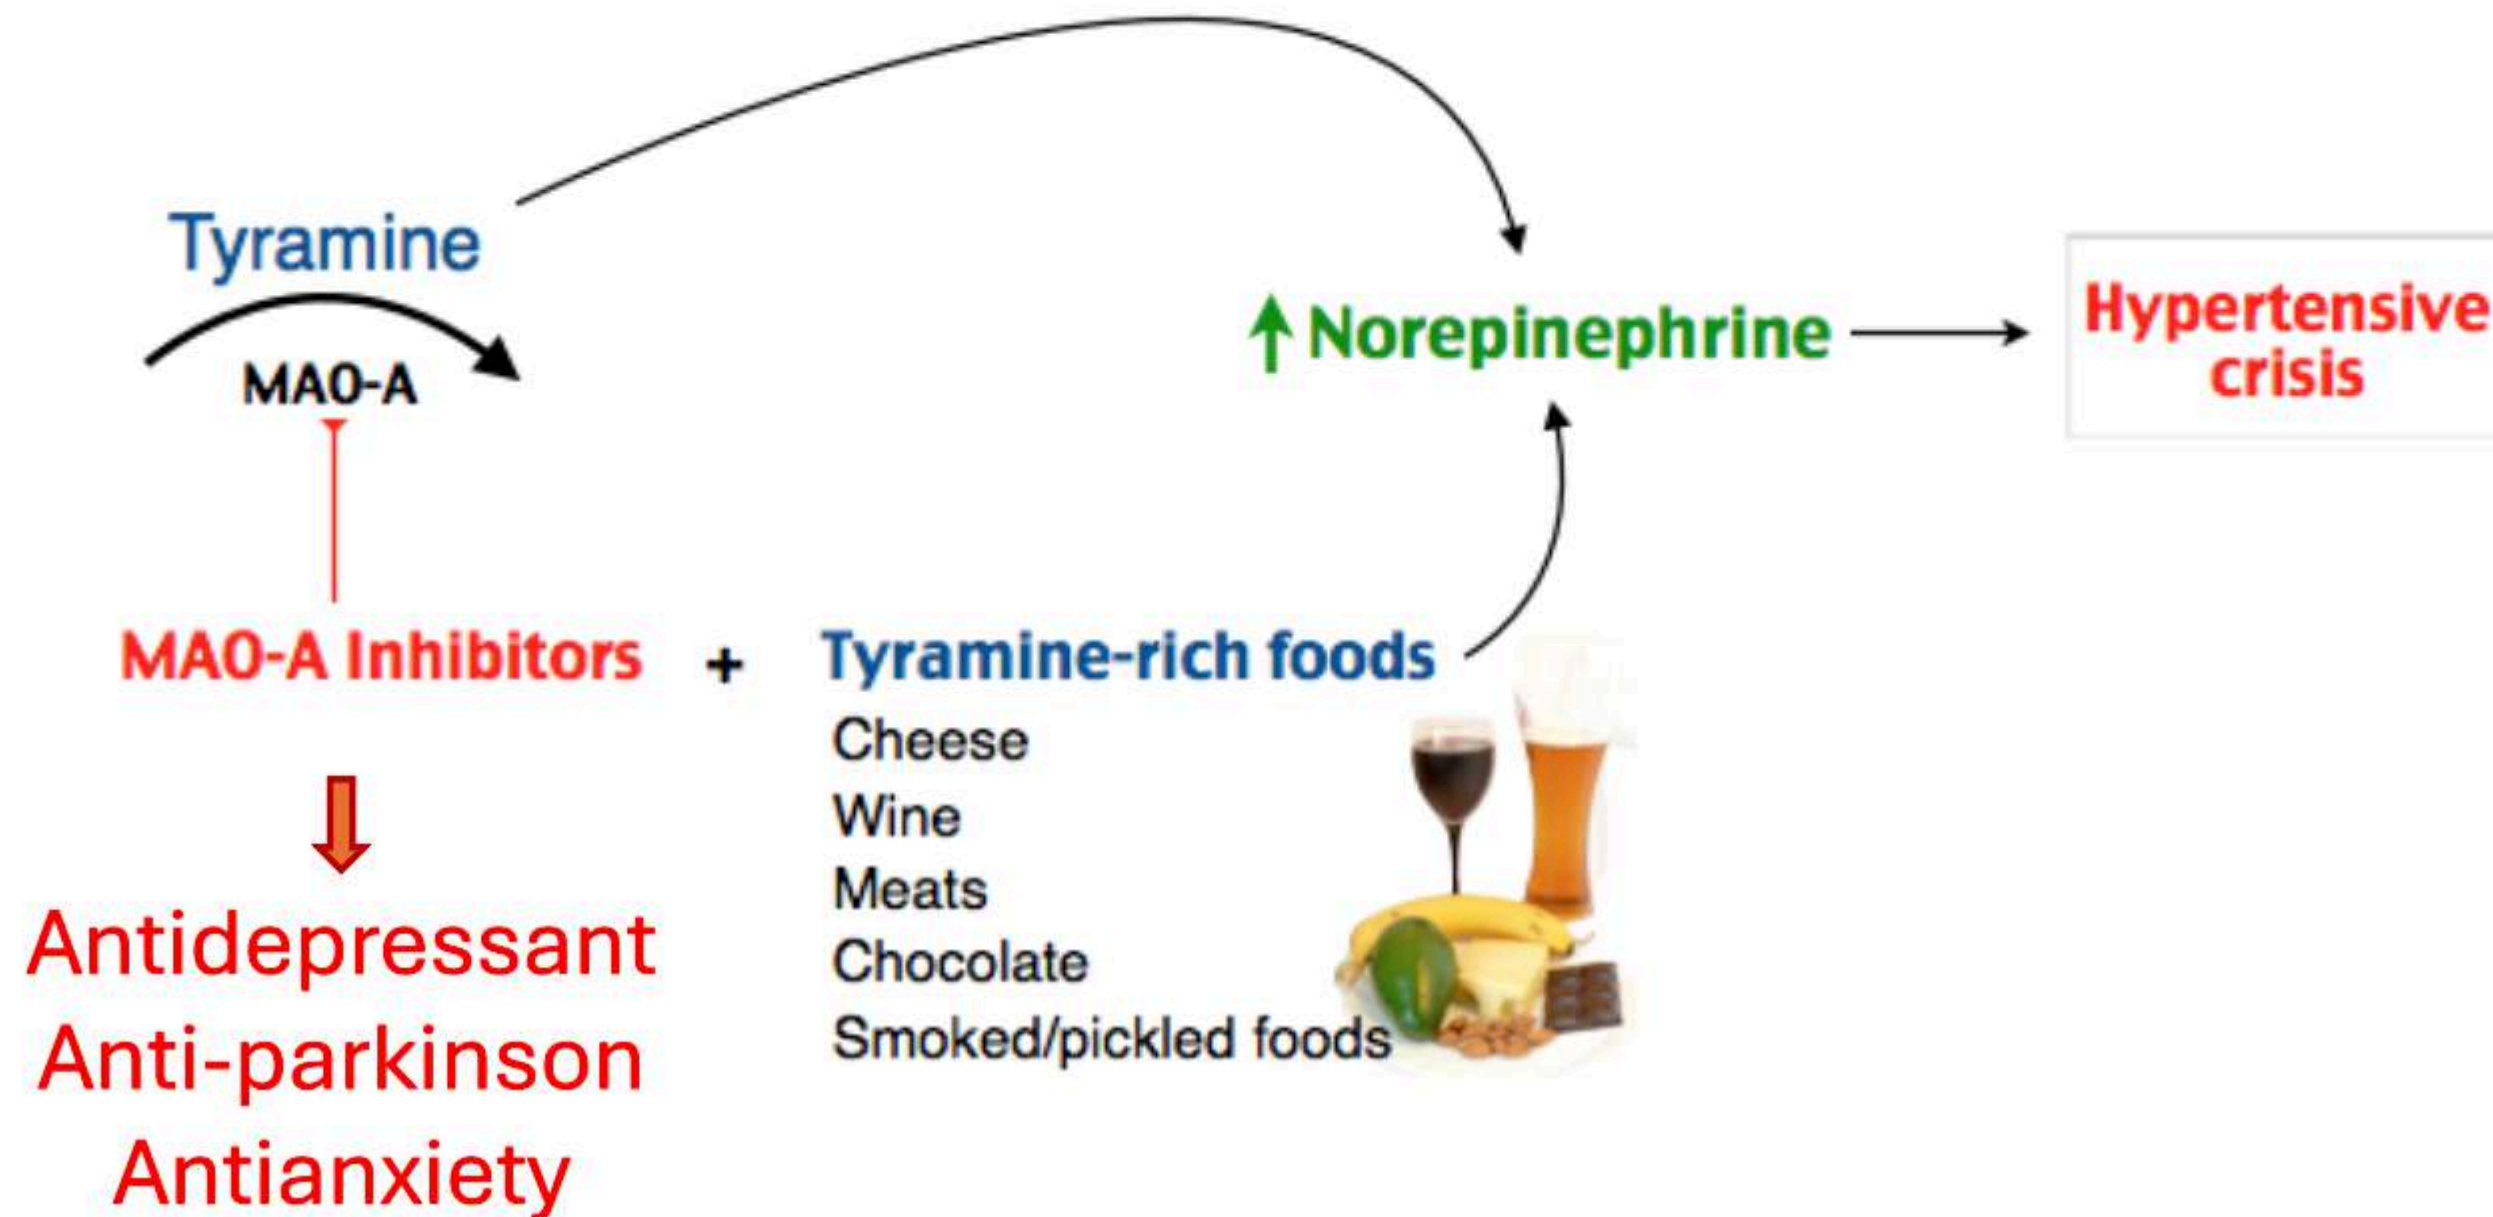 Tyramine
MAO-A
↑ Norepinephrine
Hypertensive
crisis
MAO-A Inhibitors + Tyramine-rich foods
Cheese
Wine
Meats
Chocolate
Smoked/pickled foods
Antidepressant
Anti-parkinson
Antianxiety